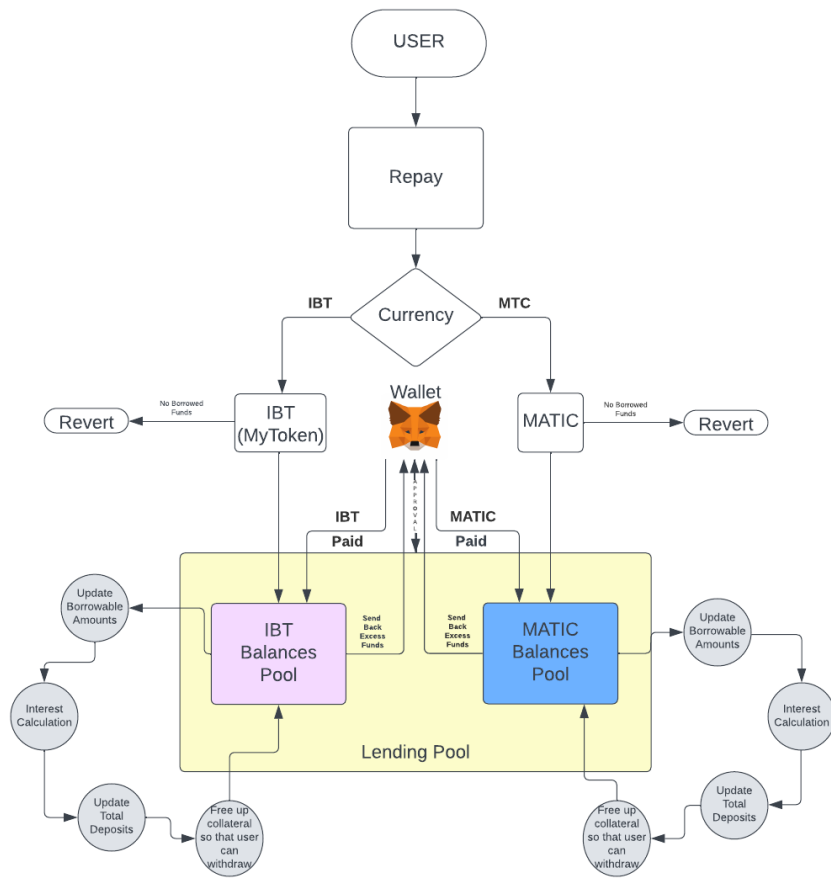 USER
Repay
IBT
MTC
Currency
Wallet
No Borrowed
Funds
Revert
IBT
(MyToken)
MATIC
No Borrowed
Funds
Revert
APPROVAL
IBT
Paid
MATIC
Paid
Update
Borrowable
Amounts
IBT
Balances
Pool
Send
Back
Excess
Funds
Send
Back
Excess
Funds
MATIC
Balances
Pool
Update
Borrowable
Amounts
Interest
Calculation
Interest
Calculation
Lending Pool
Update
Total
Deposits
Free up
collateral
so that user
can
withdraw
Free up
collateral
so that user
can
withdraw
Update
Total
Deposits